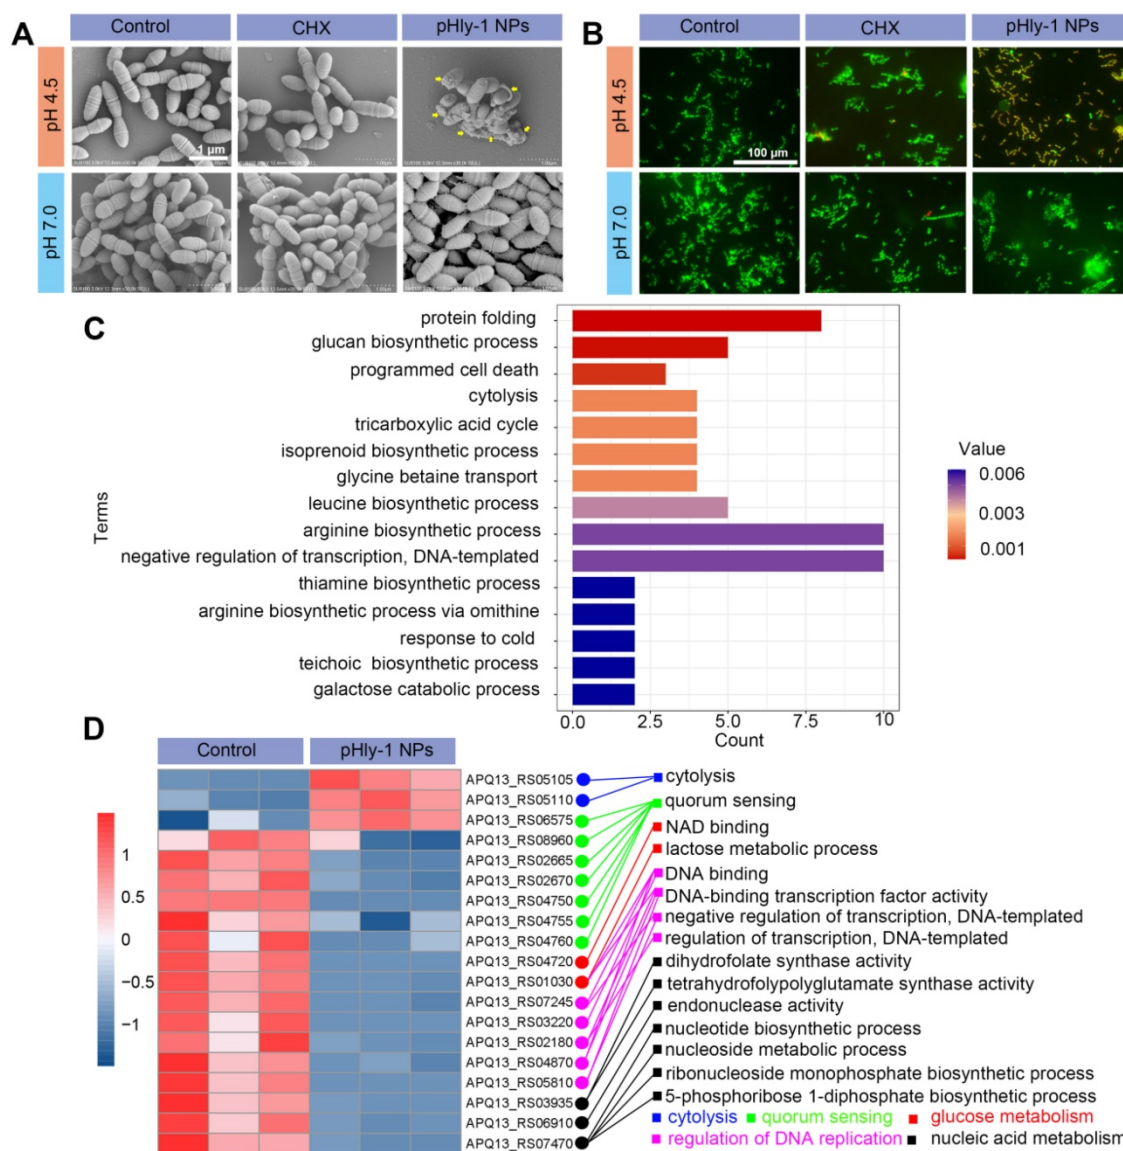 A
Control
CHX
pHly-1 NPs
pH 4.5
1 μm
pH 7.0
B
Control
CHX
pHly-1 NPs
pH 4.5
100 μm
pH 7.0
C
Terms
protein folding
glucan biosynthetic process
programmed cell death
cytolysis
tricarboxylic acid cycle
isoprenoid biosynthetic process
glycine betaine transport
leucine biosynthetic process
arginine biosynthetic process
negative regulation of transcription, DNA-templated
thiamine biosynthetic process
arginine biosynthetic process via omithine
response to cold
teichoic biosynthetic process
galactose catabolic process
0.0 2.5 5.0 7.5 10
Count
Value
0.006
0.003
0.001
D
Control
pHly-1 NPs
1
0.5
0
−0.5
−1
APQ13_RS05105
APQ13_RS05110
APQ13_RS06575
APQ13_RS08960
APQ13_RS02665
APQ13_RS02670
APQ13_RS04750
APQ13_RS04755
APQ13_RS04760
APQ13_RS04720
APQ13_RS01030
APQ13_RS07245
APQ13_RS03220
APQ13_RS02180
APQ13_RS04870
APQ13_RS05810
APQ13_RS03935
APQ13_RS06910
APQ13_RS07470
cytolysis
quorum sensing
NAD binding
lactose metabolic process
DNA binding
DNA-binding transcription factor activity
negative regulation of transcription, DNA-templated
regulation of transcription, DNA-templated
dihydrofolate synthase activity
tetrahydrofolylpolyglutamate synthase activity
endonuclease activity
nucleotide biosynthetic process
nucleoside metabolic process
ribonucleoside monophosphate biosynthetic process
5-phosphoribose 1-diphosphate biosynthetic process
cytolysis quorum sensing glucose metabolism
regulation of DNA replication nucleic acid metabolism